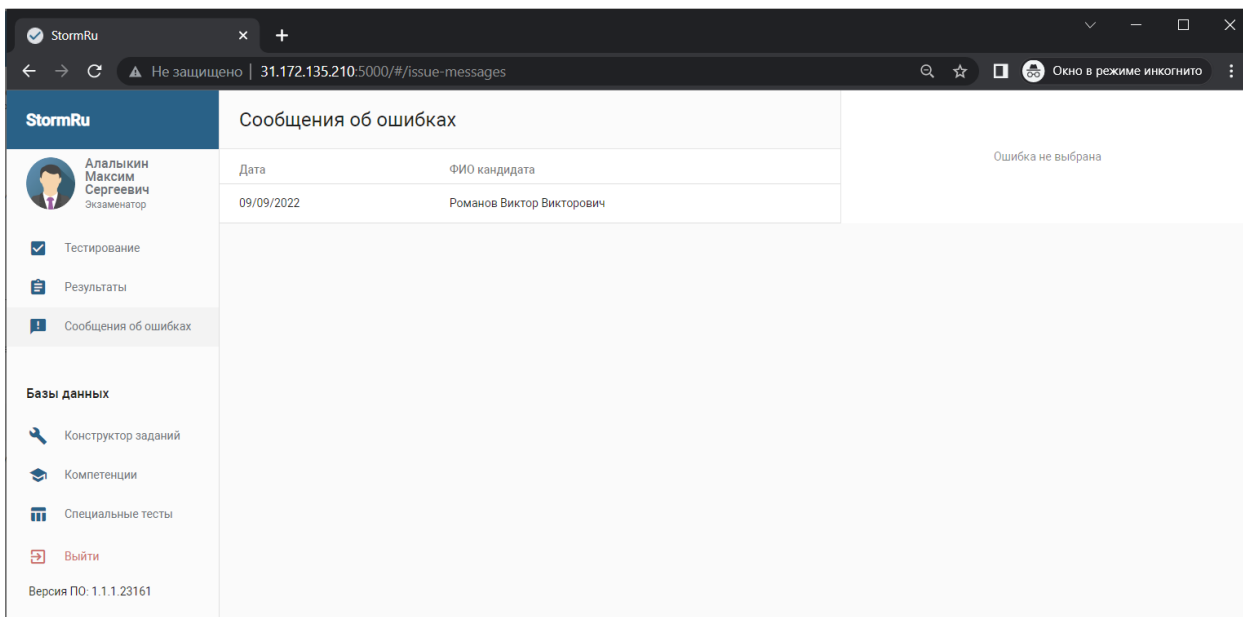 StormRu
Не защищено | 31.172.135.210:5000/#/issue-messages
Окно в режиме инкогнито
StormRu
Алалыкин
Максим
Сергеевич
Экзаменатор
Тестирование
Результаты
Сообщения об ошибках
Базы данных
Конструктор заданий
Компетенции
Специальные тесты
Выйти
Версия ПО: 1.1.1.23161
Сообщения об ошибках
Дата ФИО кандидата
09/09/2022 Романов Виктор Викторович
Ошибка не выбрана